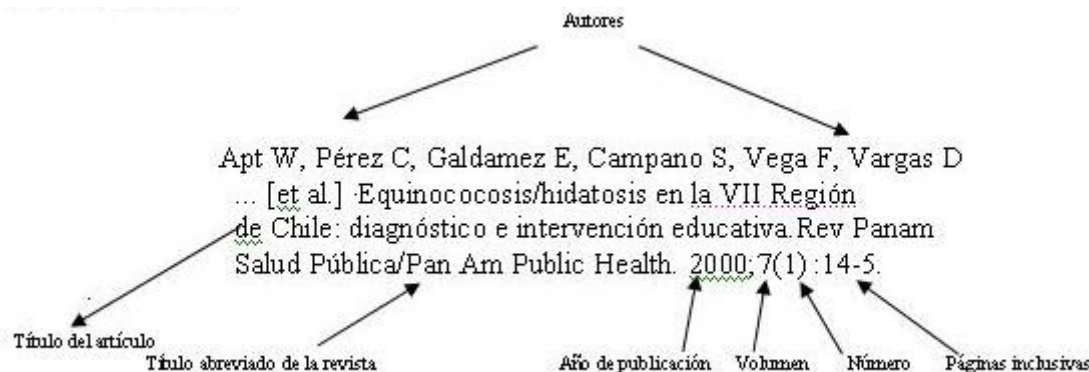 Autores
Apt W, Pérez C, Galdamez E, Campano S, Vega F, Vargas D
... [et al.] Equinococosis/hidatosis en la VII Región
de Chile: diagnóstico e intervención educativa.Rev Panam
Salud Pública/Pan Am Public Health. 2000;7(1):14-5.
Título del artículo
Título abreviado de la revista
Año de publicación
Volumen
Número
Páginas inclusivas